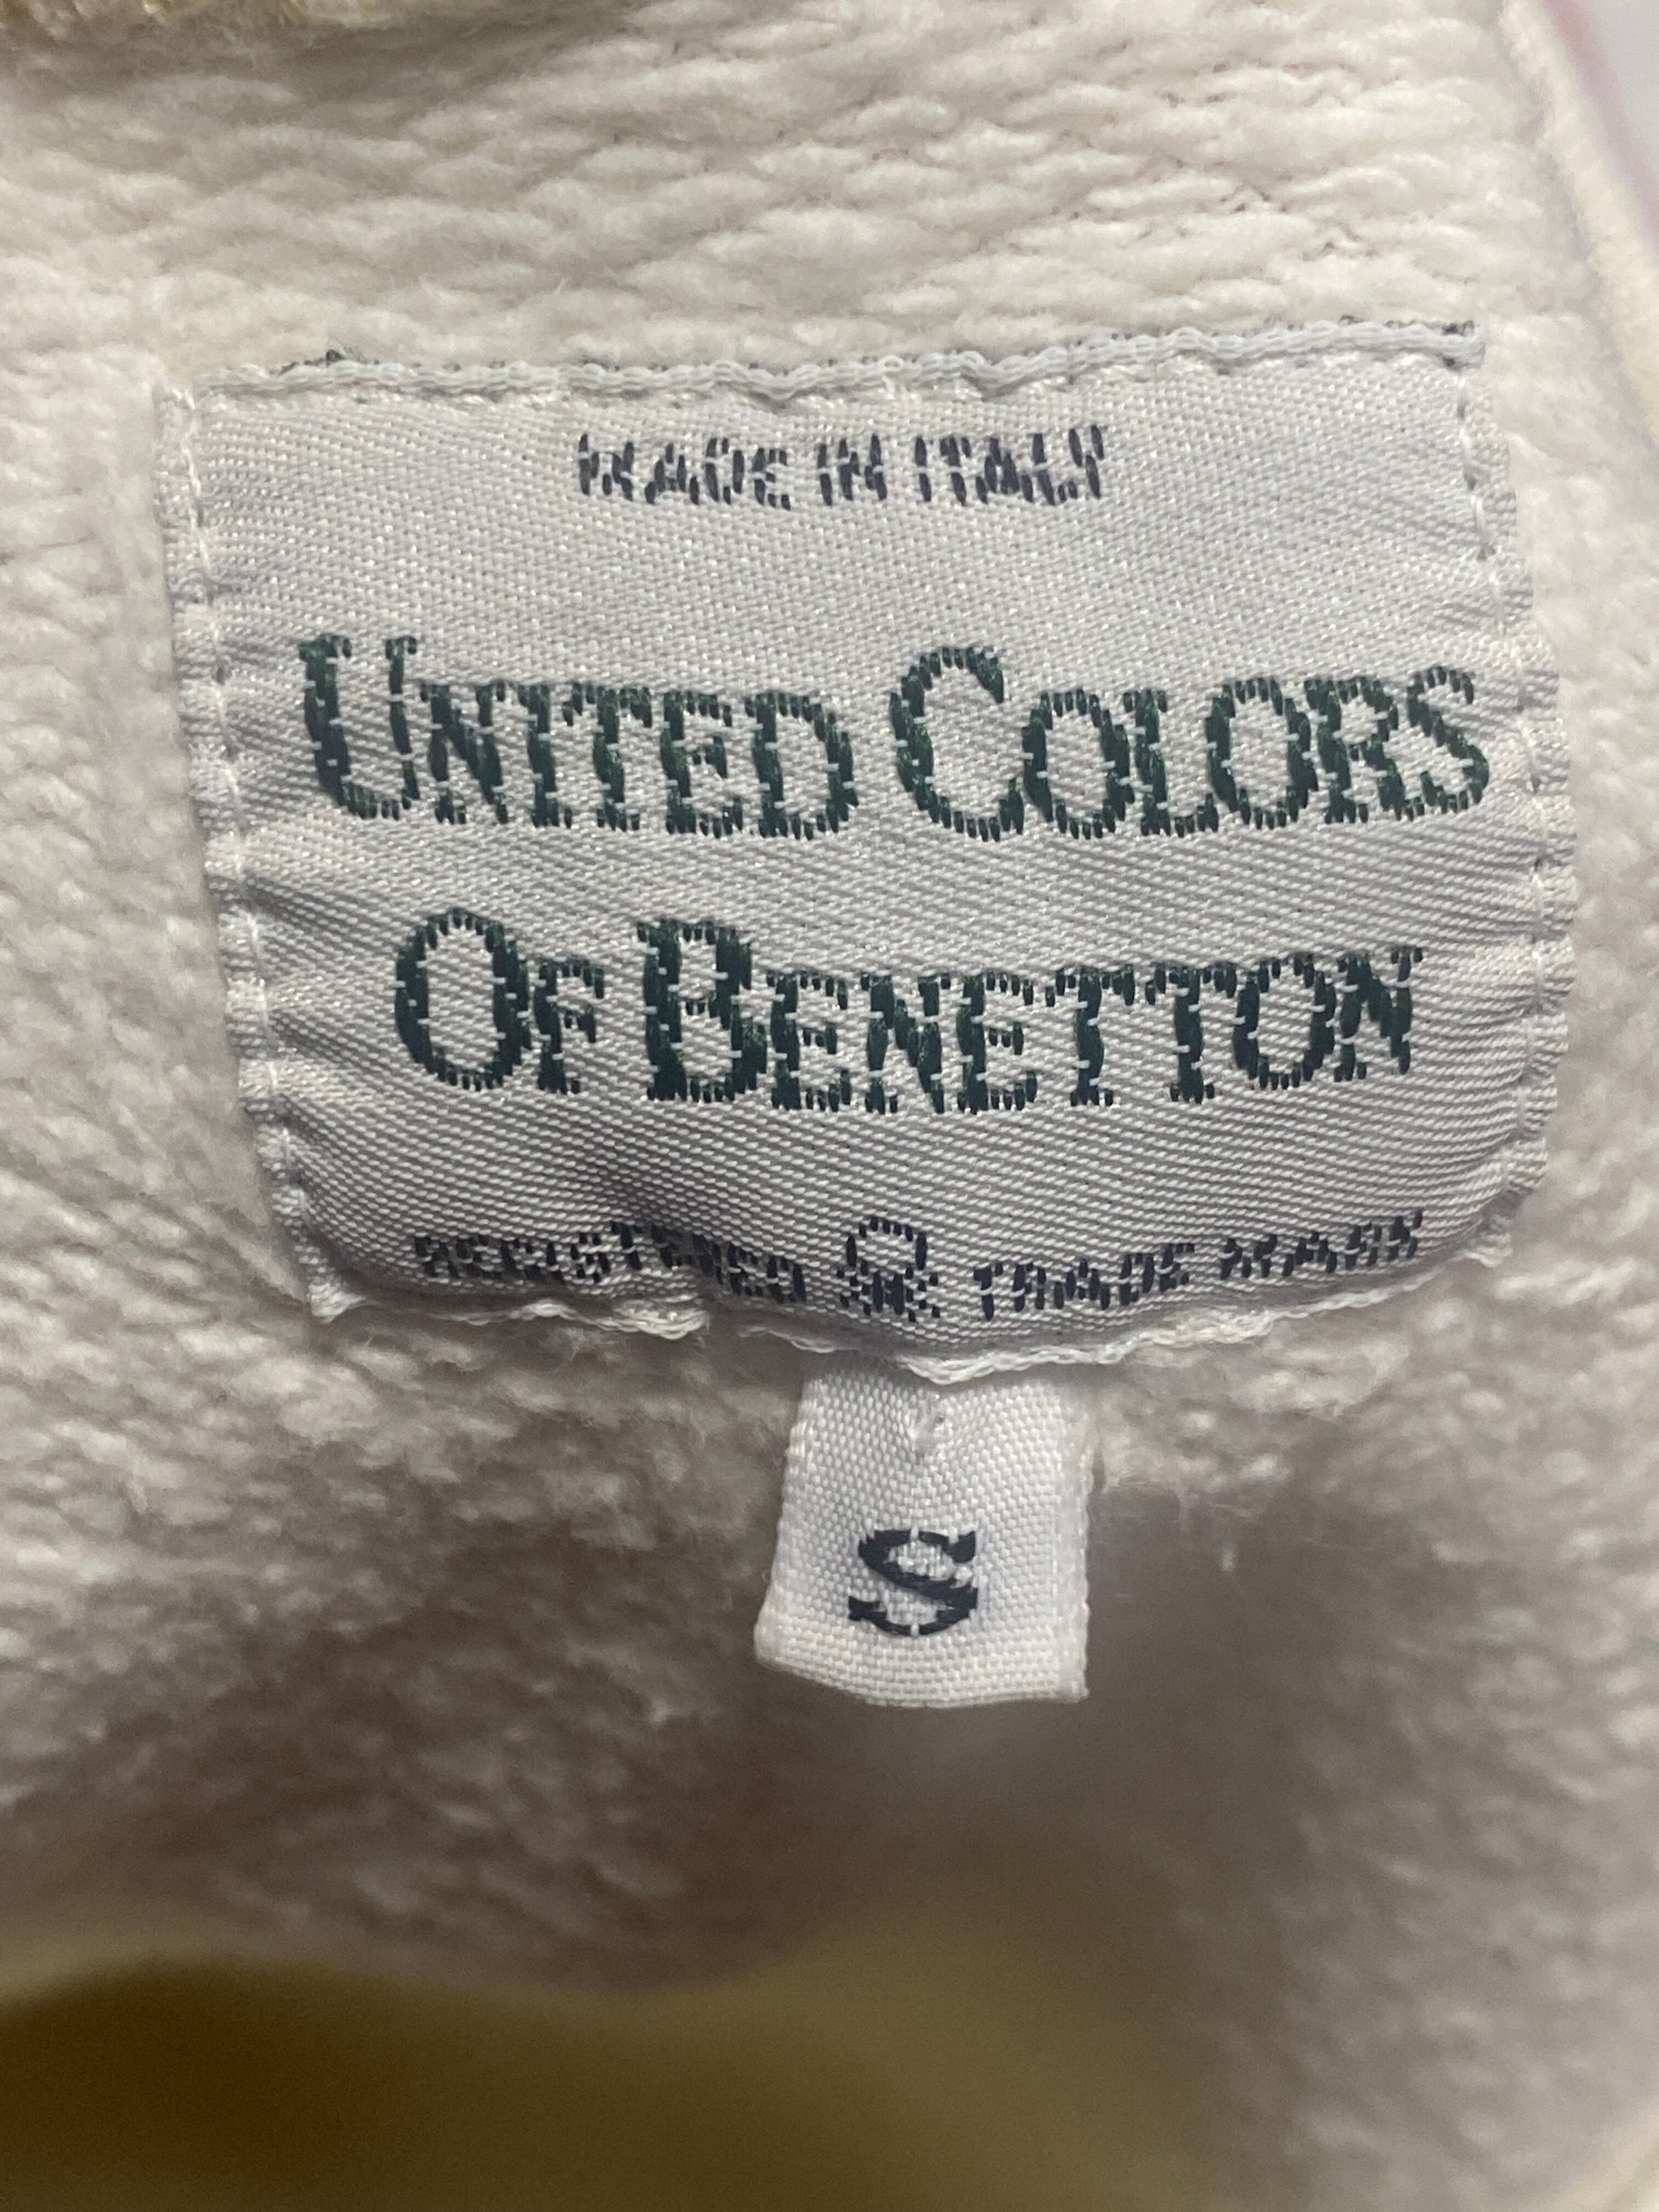 MADE IN ITALY
UNITED COLORS
OF BENETTON
REGISTERED TRADE MARK
S